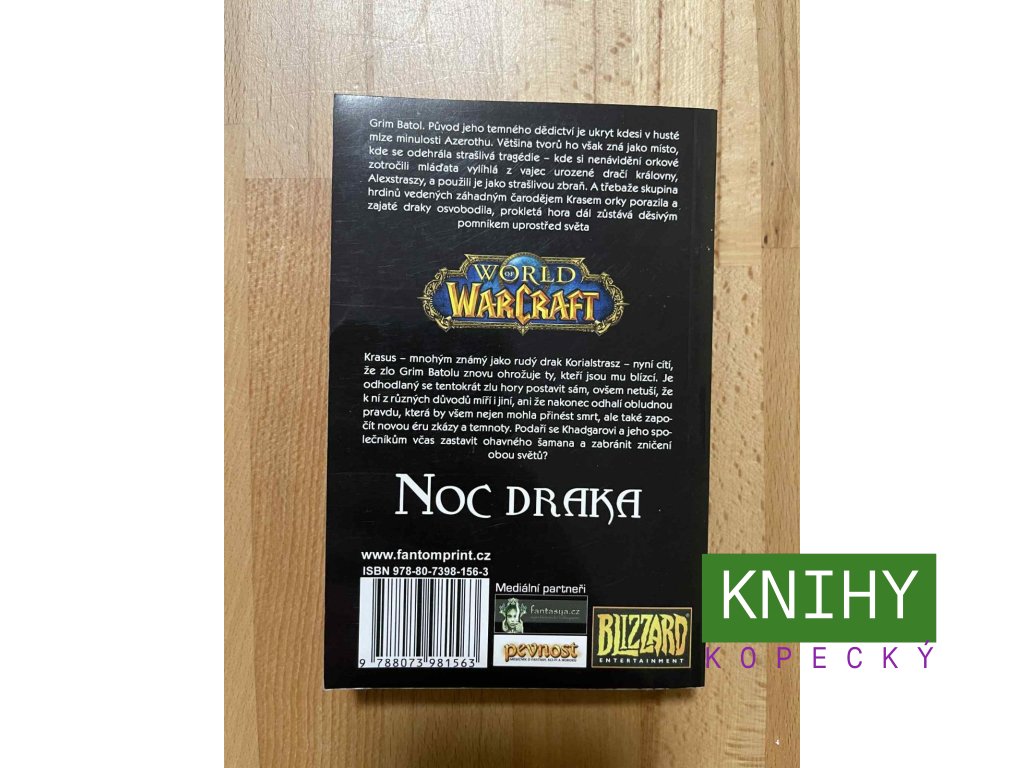 Grim Batol. Původ jeho temného dědictví je ukryt kdesi v husté
mlze minulosti Azerothu. Většina tvorů ho však zná jako místo,
kde se odehrála strašlivá tragédie – kde si nenávidění orkové
zotročili mláďata vylíhlá z vajec urozené dračí královny,
Alexstraszy, a použili je jako strašlivou zbraň. A třebaže skupina
hrdinů vedených záhadným čarodějem Krasem orky porazila a
zajaté draky osvobodila, prokletá hora dál zůstává děsivým
pomníkem uprostřed světa
WORLD OF
WARCRAFT
Krasus – mnohým známý jako rudý drak Korialstrasz – nyní cítí,
že zlo Grim Batolu znovu ohrožuje ty, kteří jsou mu blízcí. Je
odhodlaný se tentokrát zlu hory postavit sám, ovšem netuší, že
k ní z různých důvodů míří i jiní, ani že nakonec odhalí obludnou
pravdu, která by všem nejen mohla přinést smrt, ale také zapo-
čít novou éru zkázy a temnoty. Podaří se Khadgarovi a jeho spo-
lečníkům včas zastavit ohavného šamana a zabránit zničení
obou světů?
NOC DRAKA
www.fantomprint.cz
ISBN 978-80-7398-156-3
9 788073 981563
Mediální partneři
fantasya.cz
pevnost
BLIZZARD
ENTERTAINMENT
KNIHY
KOPECKÝ